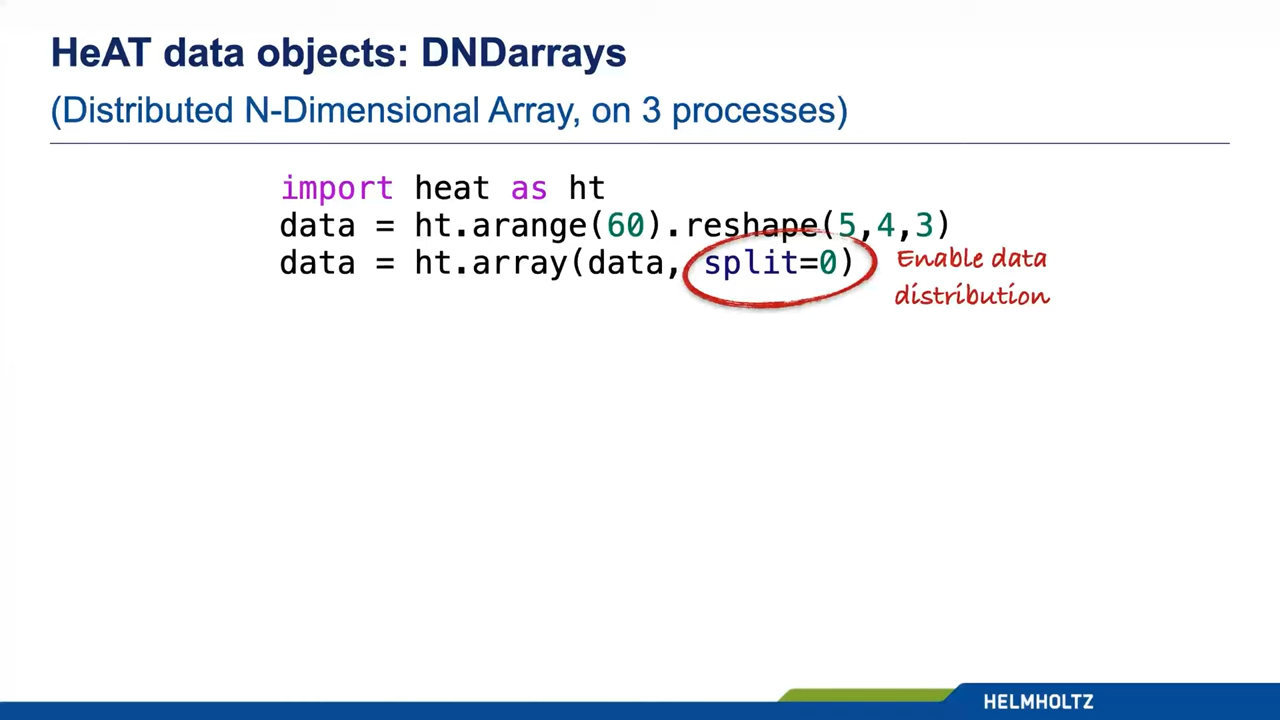 HeAT data objects: DNDarrays
(Distributed N-Dimensional Array, on 3 processes)
import heat as ht
data = ht.arange(60).reshape(5,4,3)
data = ht.array(data, split=0)
Enable data
distribution
HELMHOLTZ